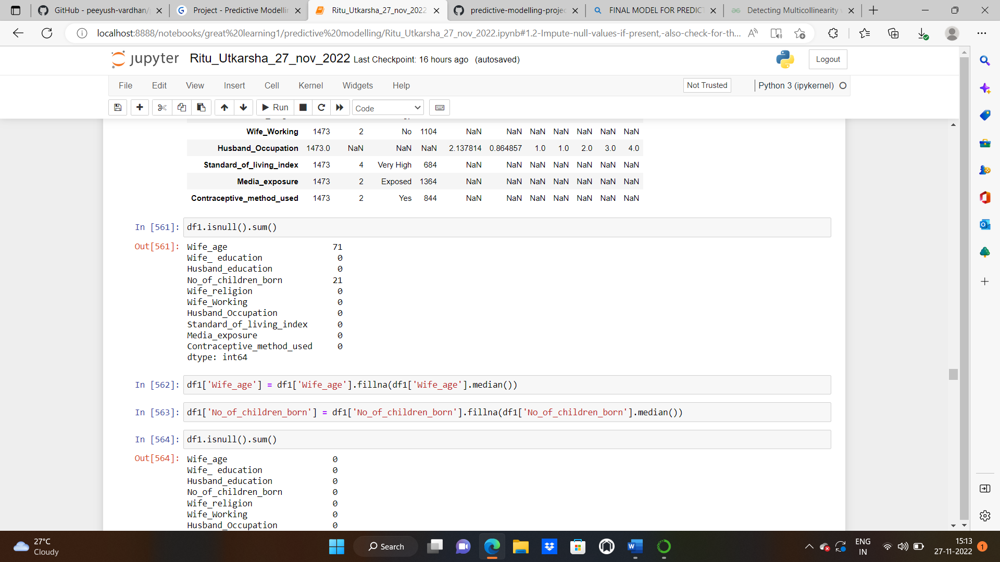 GitHub - peeyush-vardhan/
Project - Predictive Modellin
Ritu_Utkarsha_27_nov_2022
predictive-modelling-projec
FINAL MODEL FOR PREDICT
Detecting Multicollinearity
localhost:8888/notebooks/great%20learning1/predictive%20modelling/Ritu_Utkarsha_27_nov_2022.ipynb#1.2-Impute-null-values-if-present,-also-check-for-th...
jupyter Ritu_Utkarsha_27_nov_2022 Last Checkpoint: 16 hours ago (autosaved)
Logout
File Edit View Insert Cell Kernel Widgets Help
Not Trusted
Python 3 (ipykernel)
Run
Code
Wife_Working 1473 2 No 1104 NaN NaN NaN NaN NaN NaN NaN
Husband_Occupation 1473.0 NaN NaN NaN 2.137814 0.864857 1.0 1.0 2.0 3.0 4.0
Standard_of_living_index 1473 4 Very High 684 NaN NaN NaN NaN NaN NaN NaN
Media_exposure 1473 2 Exposed 1364 NaN NaN NaN NaN NaN NaN NaN
Contraceptive_method_used 1473 2 Yes 844 NaN NaN NaN NaN NaN NaN NaN
In [561]: df1.isnull().sum()
Out[561]: Wife_age 71
Wife_ education 0
Husband_education 0
No_of_children_born 21
Wife_religion 0
Wife_Working 0
Husband_Occupation 0
Standard_of_living_index 0
Media_exposure 0
Contraceptive_method_used 0
dtype: int64
In [562]: df1['Wife_age'] = df1['Wife_age'].fillna(df1['Wife_age'].median())
In [563]: df1['No_of_children_born'] = df1['No_of_children_born'].fillna(df1['No_of_children_born'].median())
In [564]: df1.isnull().sum()
Out[564]: Wife_age 0
Wife_ education 0
Husband_education 0
No_of_children_born 0
Wife_religion 0
Wife_Working 0
Husband_Occupation 0
27°C
Cloudy
Search
ENG
IN
15:13
27-11-2022
1